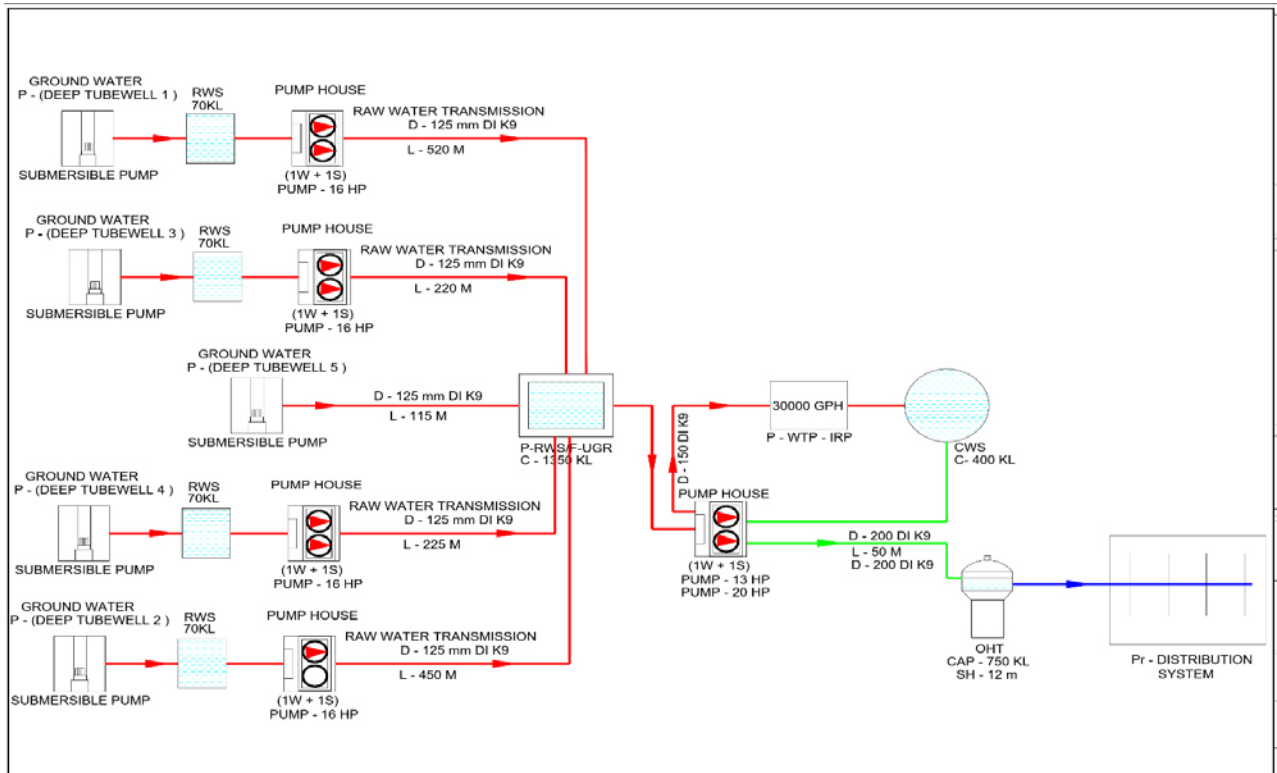 GROUND WATER
P - (DEEP TUBEWELL 1 )
SUBMERSIBLE PUMP
RWS
70KL
PUMP HOUSE
(1W + 1S)
PUMP - 16 HP
RAW WATER TRANSMISSION
D - 125 mm DI K9
L - 520 M
GROUND WATER
P - (DEEP TUBEWELL 3 )
SUBMERSIBLE PUMP
RWS
70KL
PUMP HOUSE
(1W + 1S)
PUMP - 16 HP
RAW WATER TRANSMISSION
D - 125 mm DI K9
L - 220 M
GROUND WATER
P - (DEEP TUBEWELL 5 )
SUBMERSIBLE PUMP
D - 125 mm DI K9
L - 115 M
P-RWS/F-UGR
C - 1350 KL
GROUND WATER
P - (DEEP TUBEWELL 4 )
SUBMERSIBLE PUMP
RWS
70KL
PUMP HOUSE
(1W + 1S)
PUMP - 16 HP
RAW WATER TRANSMISSION
D - 125 mm DI K9
L - 225 M
GROUND WATER
P - (DEEP TUBEWELL 2 )
SUBMERSIBLE PUMP
RWS
70KL
PUMP HOUSE
(1W + 1S)
PUMP - 16 HP
RAW WATER TRANSMISSION
D - 125 mm DI K9
L - 450 M
D - 150 DI K9
30000 GPH
P - WTP - IRP
CWS
C- 400 KL
PUMP HOUSE
(1W + 1S)
PUMP - 13 HP
PUMP - 20 HP
D - 200 DI K9
L - 50 M
D - 200 DI K9
OHT
CAP - 750 KL
SH - 12 m
Pr - DISTRIBUTION
SYSTEM